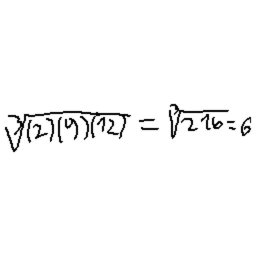 ∛(2)(9)(12) = ∛216 = 6